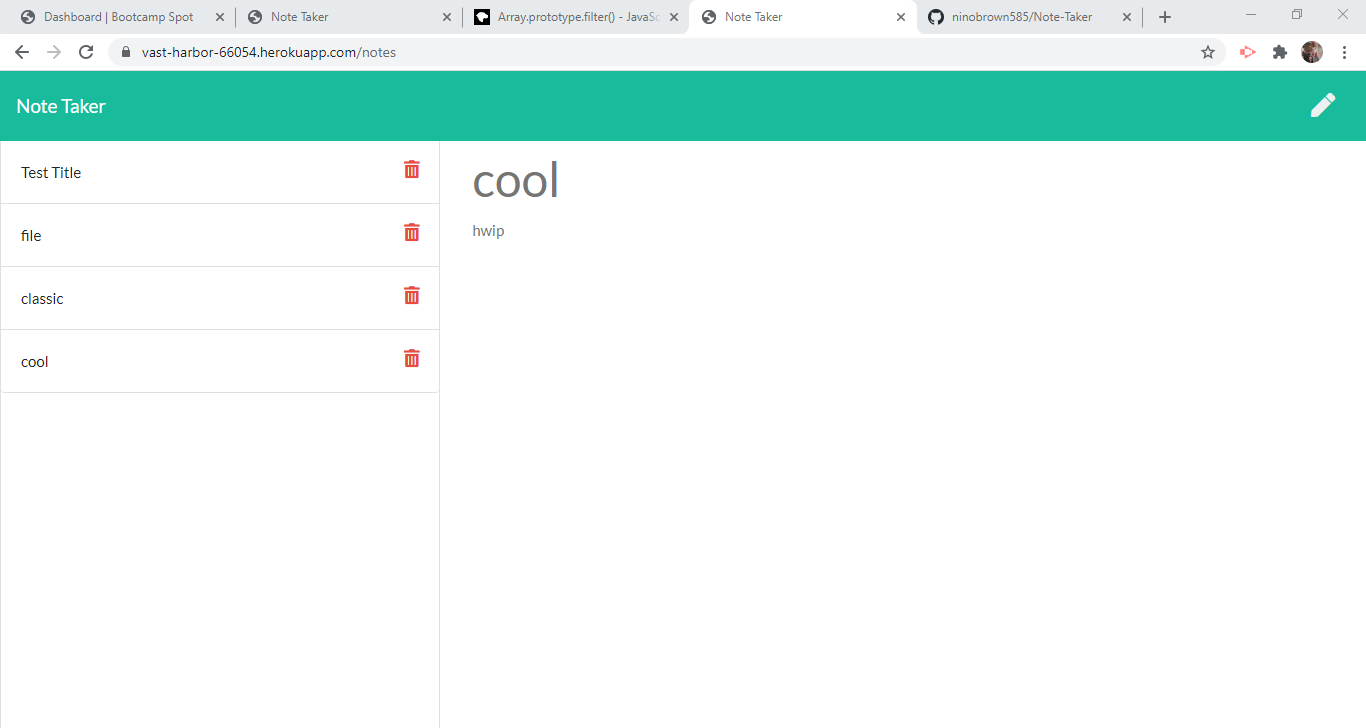 Dashboard | Bootcamp Spot
Note Taker
Array.prototype.filter() - JavaSc
Note Taker
ninobrown585/Note-Taker
vast-harbor-66054.herokuapp.com/notes
Note Taker
Test Title
file
classic
cool
cool
hwip